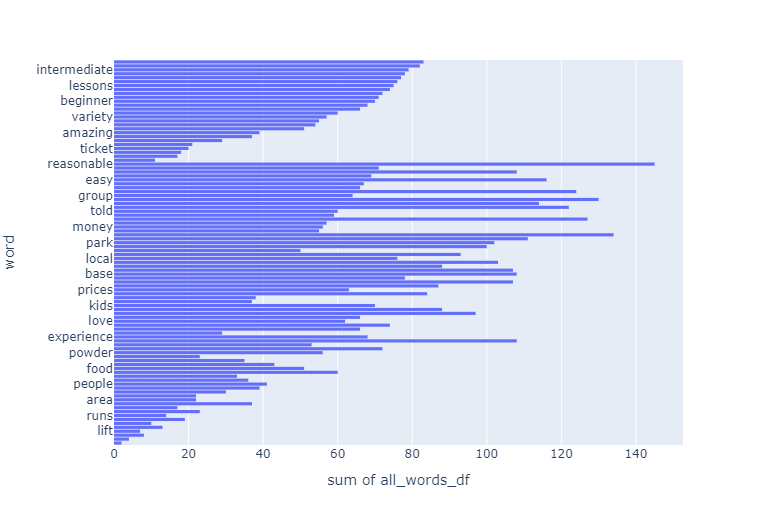 intermediate
lessons
beginner
variety
amazing
ticket
reasonable
easy
group
told
money
park
local
base
prices
kids
love
experience
powder
food
people
area
runs
lift
word
0 20 40 60 80 100 120 140
sum of all_words_df